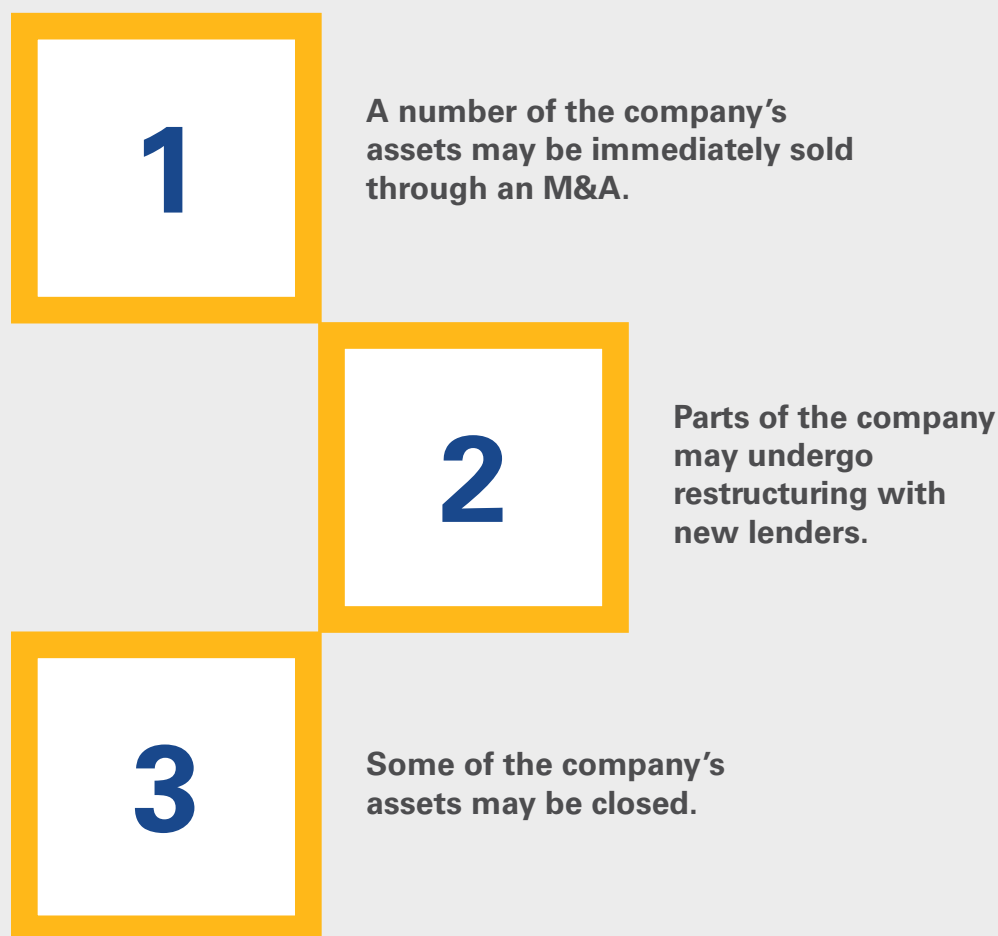 1
A number of the company’s
assets may be immediately sold
through an M&A.
2
Parts of the company
may undergo
restructuring with
new lenders.
3
Some of the company’s
assets may be closed.